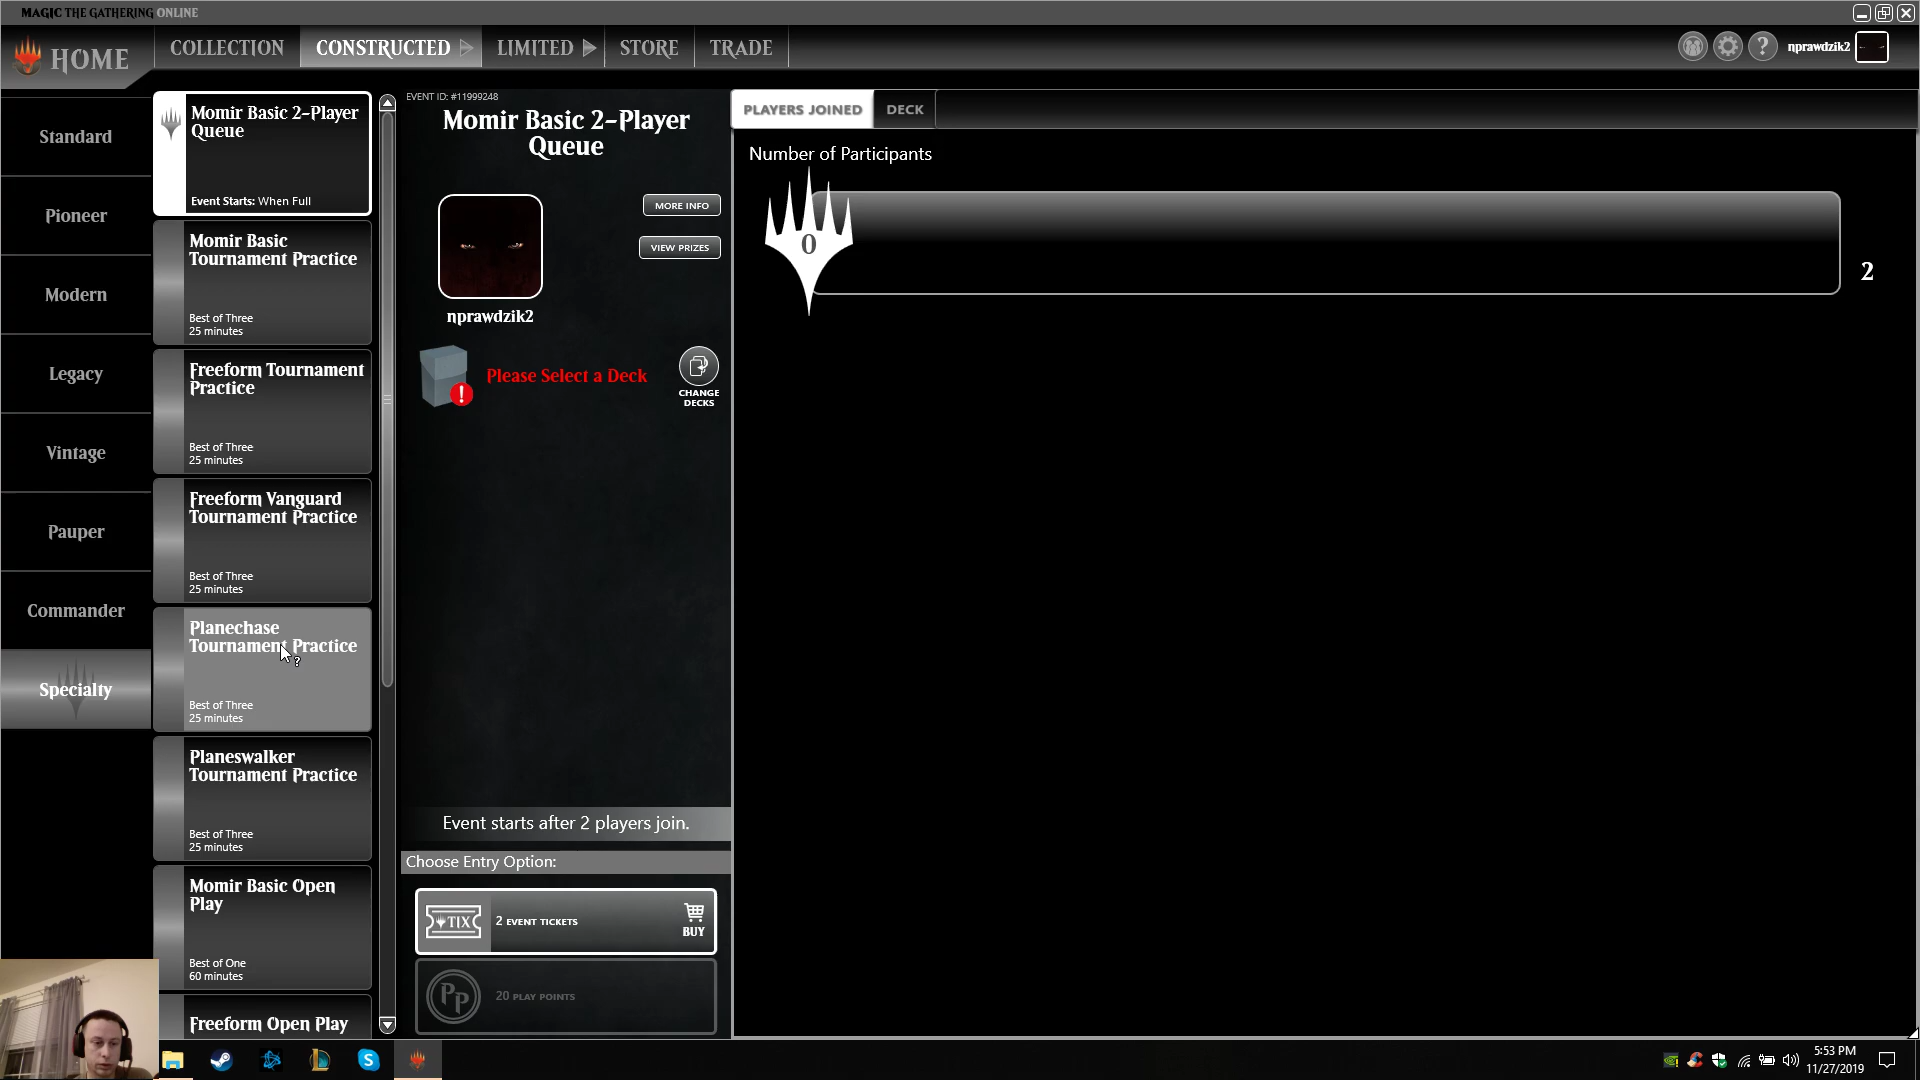 MAGIC THE GATHERING ONLINE
HOME
COLLECTION
CONSTRUCTED
LIMITED
STORE
TRADE
?
nprawdzik2
Standard
Pioneer
Modern
Legacy
Vintage
Pauper
Commander
Specialty
Momir Basic 2-Player
Queue
Event Starts: When Full
Momir Basic
Tournament Practice
Best of Three
25 minutes
Freeform Tournament
Practice
Best of Three
25 minutes
Freeform Vanguard
Tournament Practice
Best of Three
25 minutes
Planechase
Tournament Practice
Best of Three
25 minutes
Planeswalker
Tournament Practice
Best of Three
25 minutes
Momir Basic Open
Play
Best of One
60 minutes
Freeform Open Play
EVENT ID: #11999248
Momir Basic 2-Player
Queue
MORE INFO
VIEW PRIZES
nprawdzik2
!
Please Select a Deck
CHANGE
DECKS
Event starts after 2 players join.
Choose Entry Option:
TIX
2 EVENT TICKETS
BUY
PP
20 PLAY POINTS
PLAYERS JOINED
DECK
Number of Participants
0
2
5:53 PM
11/27/2019